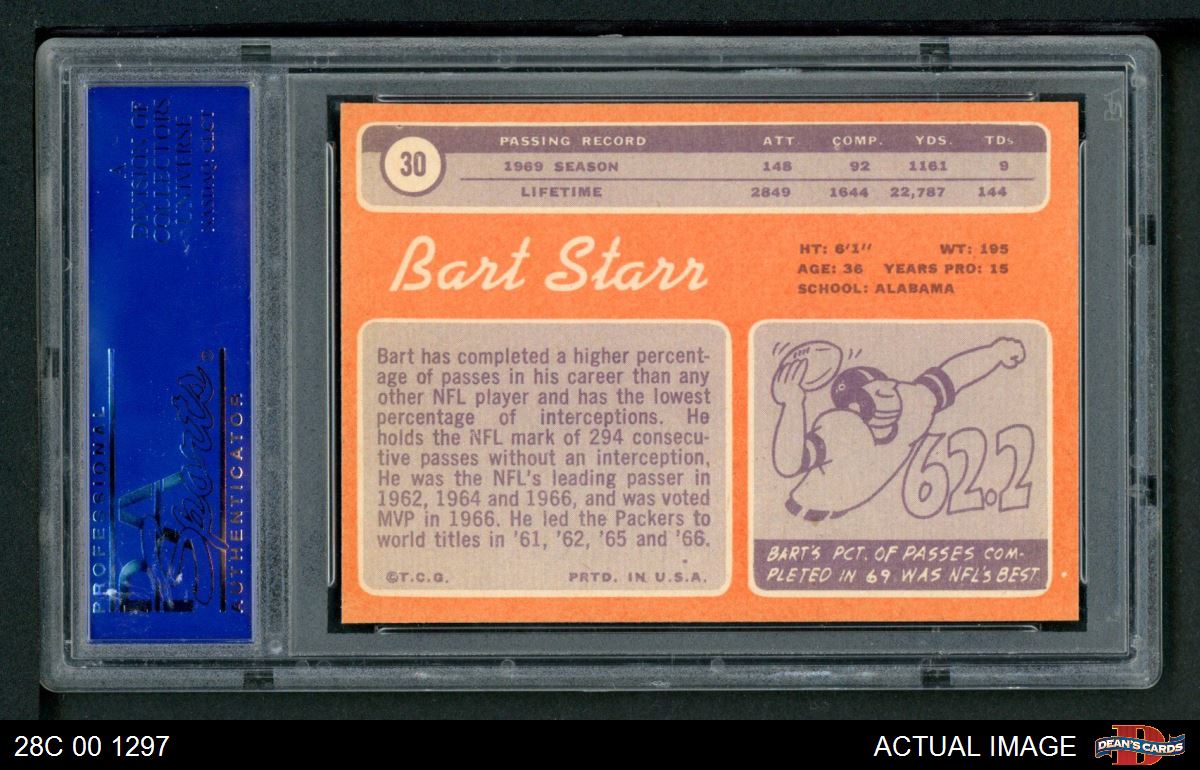 A
DIVISION OF
COLLECTORS
UNIVERSE
NASDAQ: CLCT
PROFESSIONAL
PSA
Sports
AUTHENTICATOR
30
PASSING RECORD ATT. COMP. YDS. TDs
1969 SEASON 148 92 1161 9
LIFETIME 2849 1644 22,787 144
Bart Starr
HT: 6'1" WT: 195
AGE: 36 YEARS PRO: 15
SCHOOL: ALABAMA
Bart has completed a higher percent-
age of passes in his career than any
other NFL player and has the lowest
percentage of interceptions. He
holds the NFL mark of 294 consecu-
tive passes without an interception.
He was the NFL's leading passer in
1962, 1964 and 1966, and was voted
MVP in 1966. He led the Packers to
world titles in '61, '62, '65 and '66.
©T.C.G. PRTD. IN U.S.A.
62.2
BART'S PCT. OF PASSES COM-
PLETED IN 69 WAS NFL'S BEST
28C 00 1297
ACTUAL IMAGE
D
DEAN'S CARDS